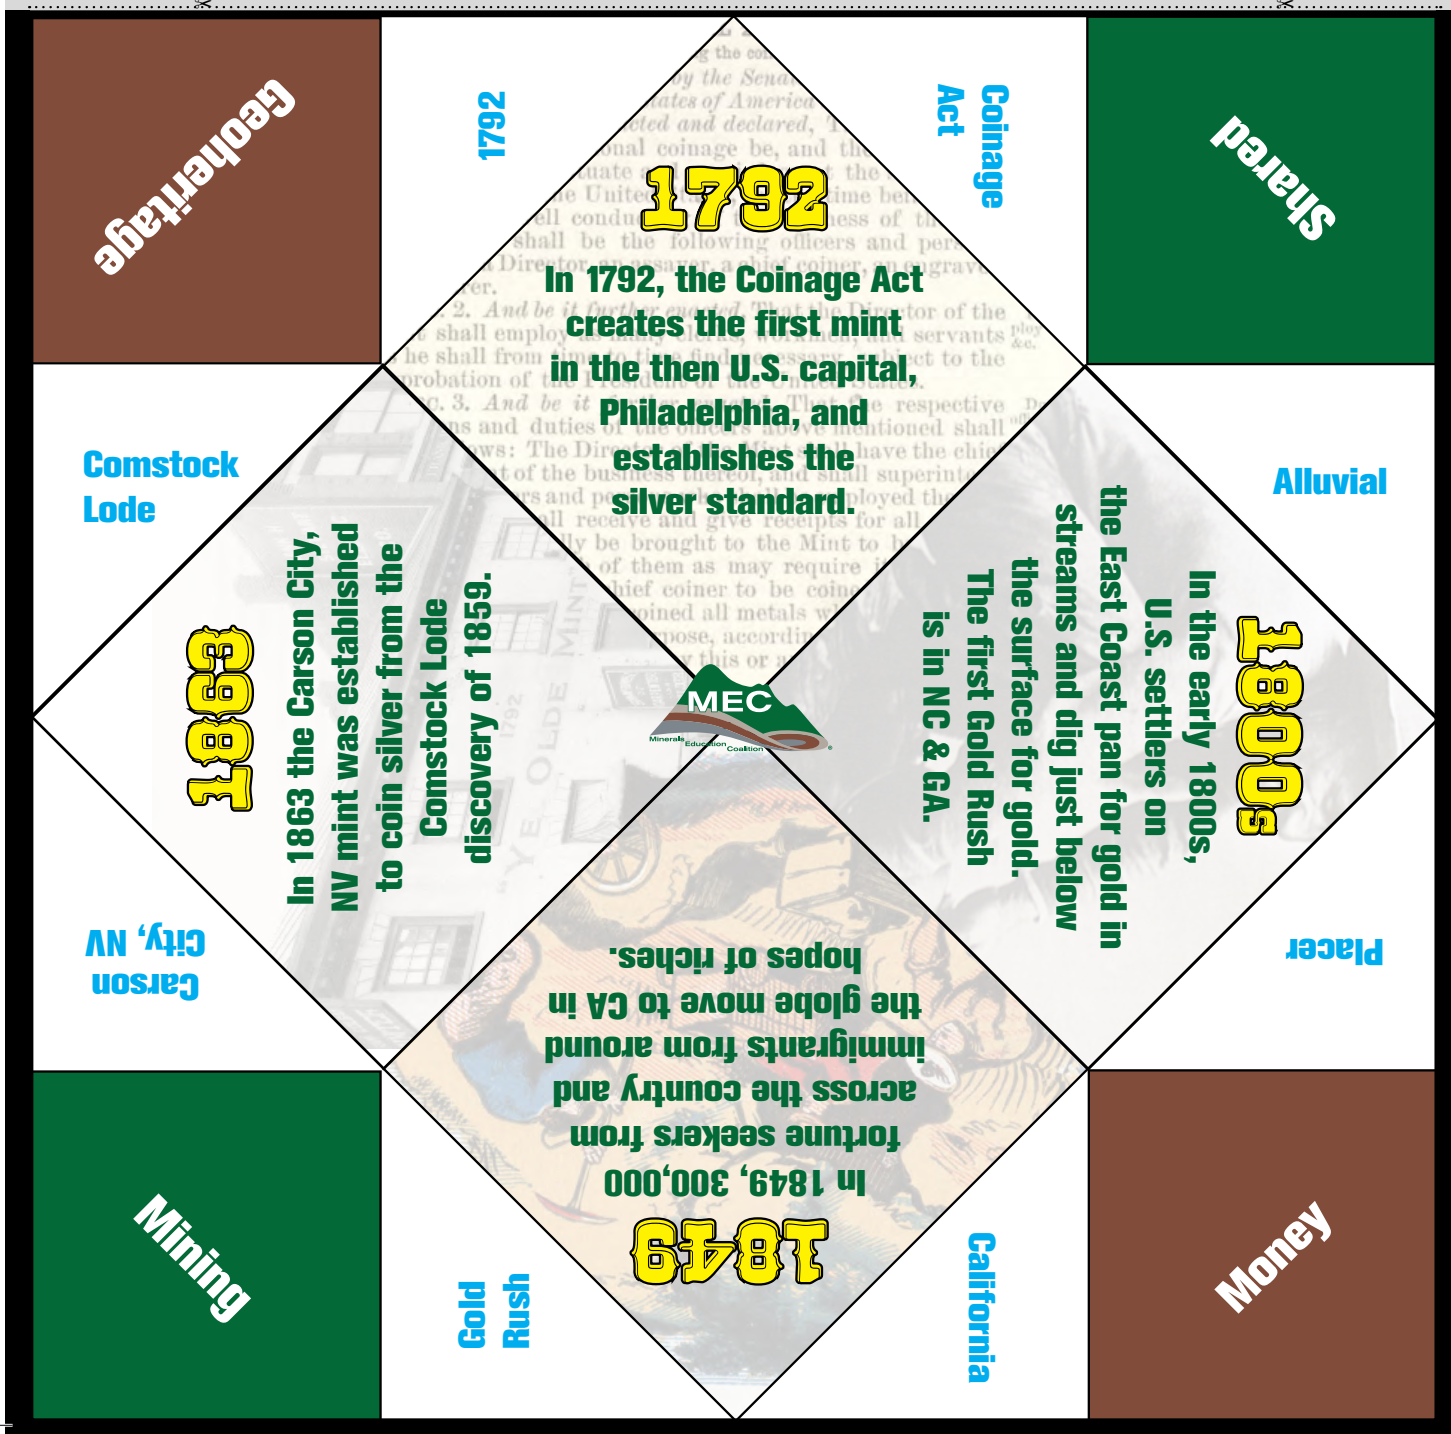 Geoheritage
1792
Coinage
Act
Shared
1792
In 1792, the Coinage Act
creates the first mint
in the then U.S. capital,
Philadelphia, and
establishes the
silver standard.
Comstock
Lode
Alluvial
1863
In 1863 the Carson City,
NV mint was established
to coin silver from the
Comstock Lode
discovery of 1859.
1800s
In the early 1800s,
U.S. settlers on
the East Coast pan for gold in
streams and dig just below
the surface for gold.
The first Gold Rush
is in NC & GA.
MEC
Minerals Education Coalition
Carson
City, NV
Placer
1849
In 1849, 300,000
fortune seekers from
across the country and
immigrants from around
the globe move to CA in
hopes of riches.
Mining
Gold
Rush
California
Money